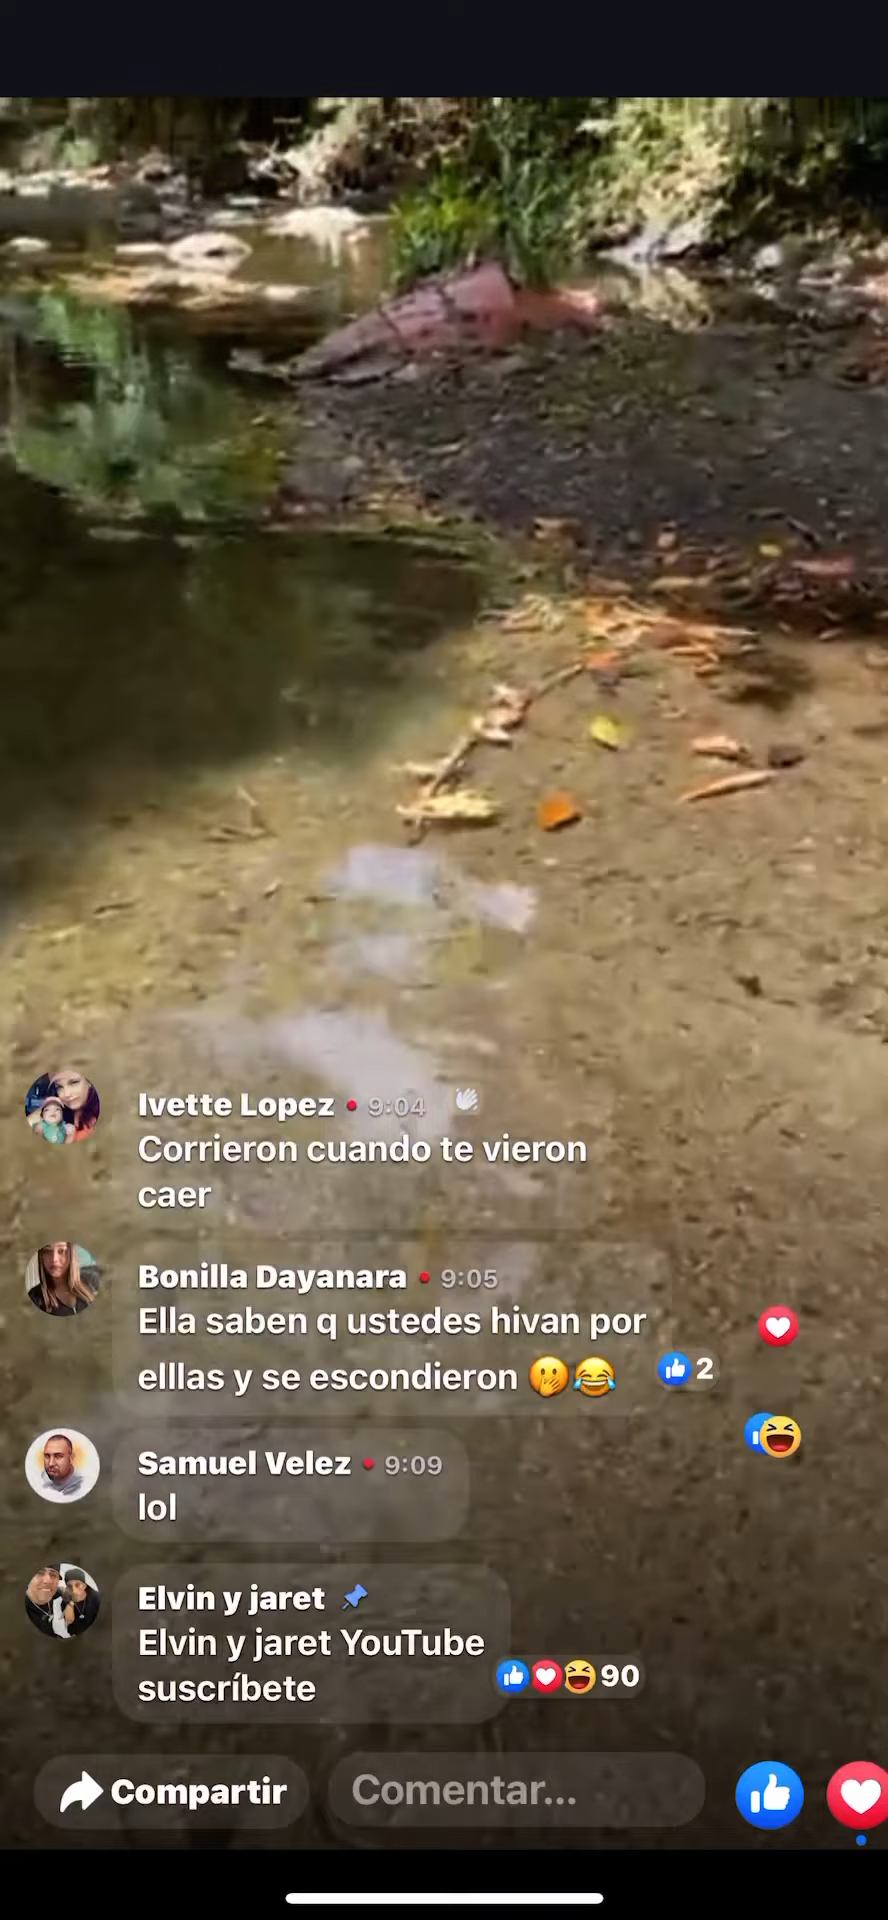 Ivette Lopez • 9:04
Corrieron cuando te vieron
caer
Bonilla Dayanara • 9:05
Ella saben q ustedes hivan por
elllas y se escondieron 🤭😂 2
Samuel Velez • 9:09
lol
Elvin y jaret
Elvin y jaret YouTube
suscríbete 90
Compartir Comentar...